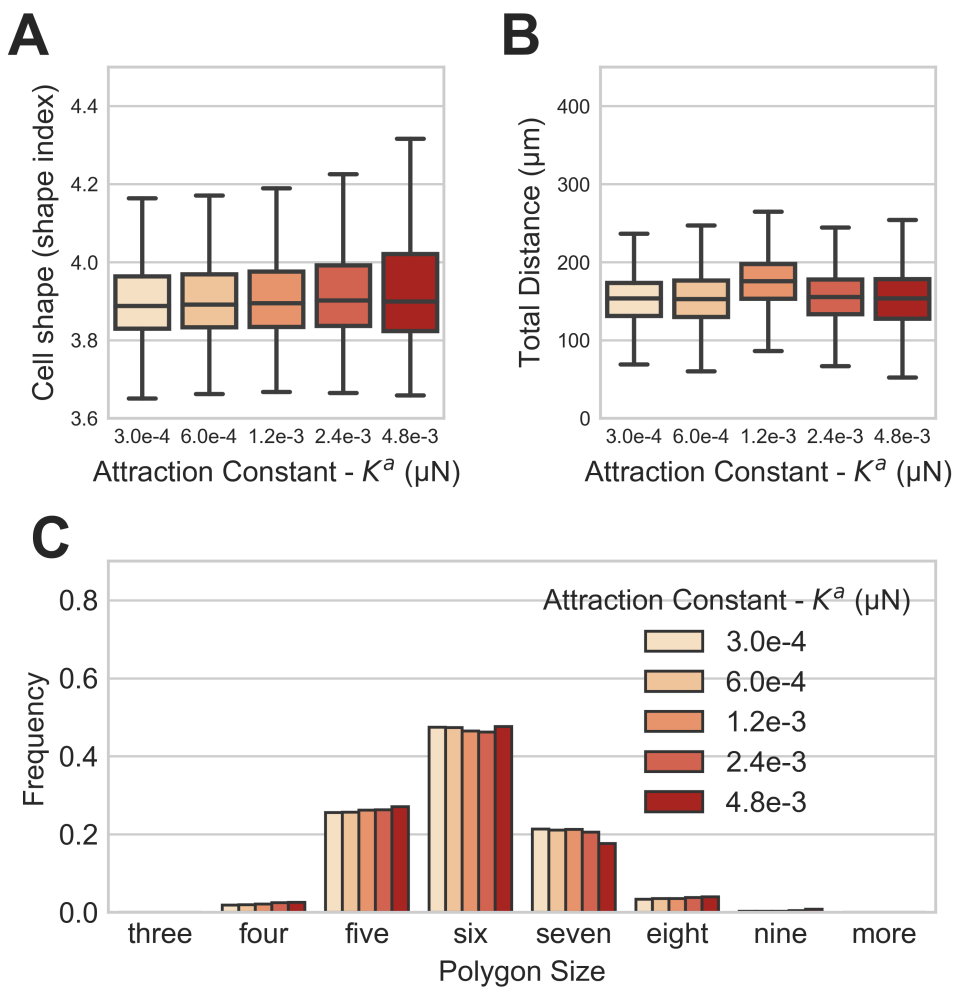 A
Cell shape (shape index)
4.4
4.2
4.0
3.8
3.6
3.0e-4 6.0e-4 1.2e-3 2.4e-3 4.8e-3
Attraction Constant - Kᵃ (μN)
B
Total Distance (μm)
400
300
200
100
0
3.0e-4 6.0e-4 1.2e-3 2.4e-3 4.8e-3
Attraction Constant - Kᵃ (μN)
C
Frequency
0.8
0.6
0.4
0.2
0.0
Attraction Constant - Kᵃ (μN)
3.0e-4
6.0e-4
1.2e-3
2.4e-3
4.8e-3
three four five six seven eight nine more
Polygon Size